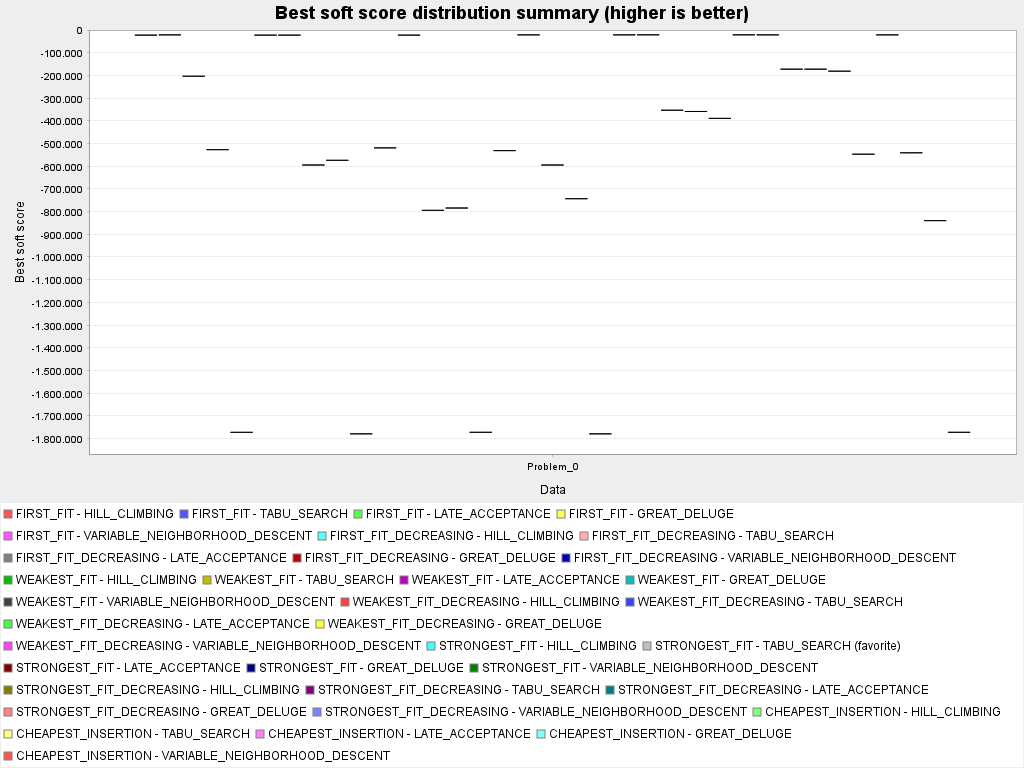 Best soft score distribution summary (higher is better)
0
-100.000
-200.000
-300.000
-400.000
-500.000
-600.000
-700.000
-800.000
-900.000
-1.000.000
-1.100.000
-1.200.000
-1.300.000
-1.400.000
-1.500.000
-1.600.000
-1.700.000
-1.800.000
Best soft score
Problem_0
Data
FIRST_FIT - HILL_CLIMBING FIRST_FIT - TABU_SEARCH FIRST_FIT - LATE_ACCEPTANCE FIRST_FIT - GREAT_DELUGE
FIRST_FIT - VARIABLE_NEIGHBORHOOD_DESCENT FIRST_FIT_DECREASING - HILL_CLIMBING FIRST_FIT_DECREASING - TABU_SEARCH
FIRST_FIT_DECREASING - LATE_ACCEPTANCE FIRST_FIT_DECREASING - GREAT_DELUGE FIRST_FIT_DECREASING - VARIABLE_NEIGHBORHOOD_DESCENT
WEAKEST_FIT - HILL_CLIMBING WEAKEST_FIT - TABU_SEARCH WEAKEST_FIT - LATE_ACCEPTANCE WEAKEST_FIT - GREAT_DELUGE
WEAKEST_FIT - VARIABLE_NEIGHBORHOOD_DESCENT WEAKEST_FIT_DECREASING - HILL_CLIMBING WEAKEST_FIT_DECREASING - TABU_SEARCH
WEAKEST_FIT_DECREASING - LATE_ACCEPTANCE WEAKEST_FIT_DECREASING - GREAT_DELUGE
WEAKEST_FIT_DECREASING - VARIABLE_NEIGHBORHOOD_DESCENT STRONGEST_FIT - HILL_CLIMBING STRONGEST_FIT - TABU_SEARCH (favorite)
STRONGEST_FIT - LATE_ACCEPTANCE STRONGEST_FIT - GREAT_DELUGE STRONGEST_FIT - VARIABLE_NEIGHBORHOOD_DESCENT
STRONGEST_FIT_DECREASING - HILL_CLIMBING STRONGEST_FIT_DECREASING - TABU_SEARCH STRONGEST_FIT_DECREASING - LATE_ACCEPTANCE
STRONGEST_FIT_DECREASING - GREAT_DELUGE STRONGEST_FIT_DECREASING - VARIABLE_NEIGHBORHOOD_DESCENT CHEAPEST_INSERTION - HILL_CLIMBING
CHEAPEST_INSERTION - TABU_SEARCH CHEAPEST_INSERTION - LATE_ACCEPTANCE CHEAPEST_INSERTION - GREAT_DELUGE
CHEAPEST_INSERTION - VARIABLE_NEIGHBORHOOD_DESCENT